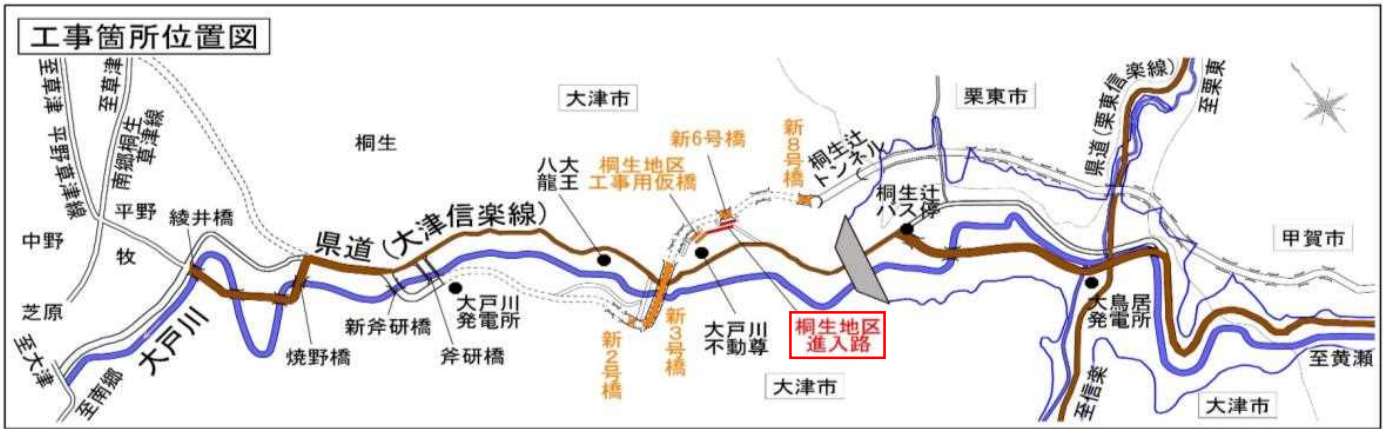 工事箇所位置図
至草津 平野草津線
至草津
南郷桐生
草津線
桐生
大津市
栗東市
県道(栗東信楽線)
至栗東
新6号橋
新8号橋
桐生辻
トンネル
八大
龍王
桐生地区
工事用仮橋
桐生辻
バス停
平野
綾井橋
県道(大津信楽線)
中野
牧
甲賀市
芝原
大戸川
新斧研橋
大戸川
発電所
大鳥居
発電所
至大津
焼野橋
斧研橋
新2号橋
新3号橋
大戸川
不動尊
桐生地区
進入路
至黄瀬
至南郷
大津市
至信楽
大津市